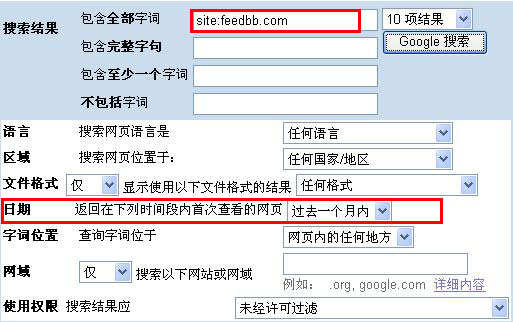 搜索结果 包含全部字词 site:feedbb.com 10 项结果
包含完整字句 Google 搜索
包含至少一个字词
不包括字词
语言 搜索网页语言是 任何语言
区域 搜索网页位置于： 任何国家/地区
文件格式 仅 显示使用以下文件格式的结果 任何格式
日期 返回在下列时间段内首次查看的网页 过去一个月内
字词位置 查询字词位于 网页内的任何地方
网域 仅 搜索以下网站或网域
例如： .org, google.com 详细内容
使用权限 搜索结果应 未经许可过滤